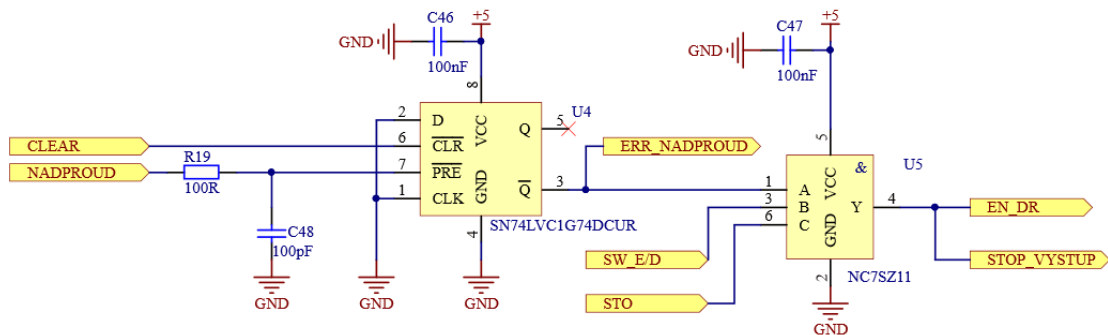 C46
+5
GND
100nF
C47
+5
GND
100nF
8
U4
2
D
VCC
Q
5
CLEAR
6
CLR
ERR_NADPROUD
NADPROUD
R19
100R
7
PRE
GND
Q
3
1
CLK
4
SN74LVC1G74DCUR
C48
100pF
GND
GND
GND
5
&
U5
1
A
VCC
3
B
Y
4
EN_DR
6
C
GND
SW_E/D
STOP_VYSTUP
2
NC7SZ11
STO
GND